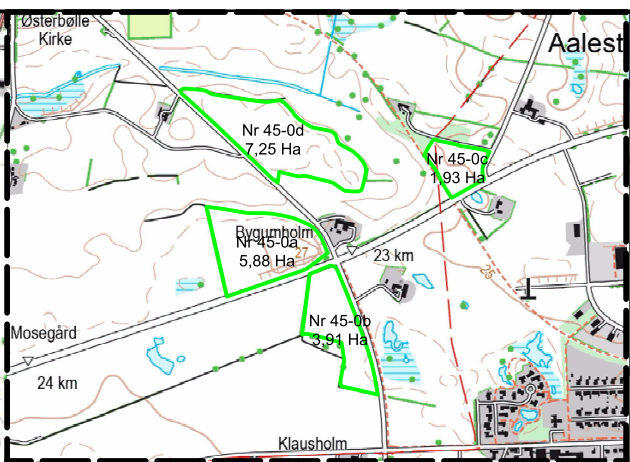 Østerbølle
Kirke
Aalest
Nr 45-0d
7,25 Ha
Nr 45-0c
1,93 Ha
Bygumholm
Nr 45-0a
27
5,88 Ha
23 km
25
Nr 45-0b
3,91 Ha
Mosegård
24 km
Klausholm